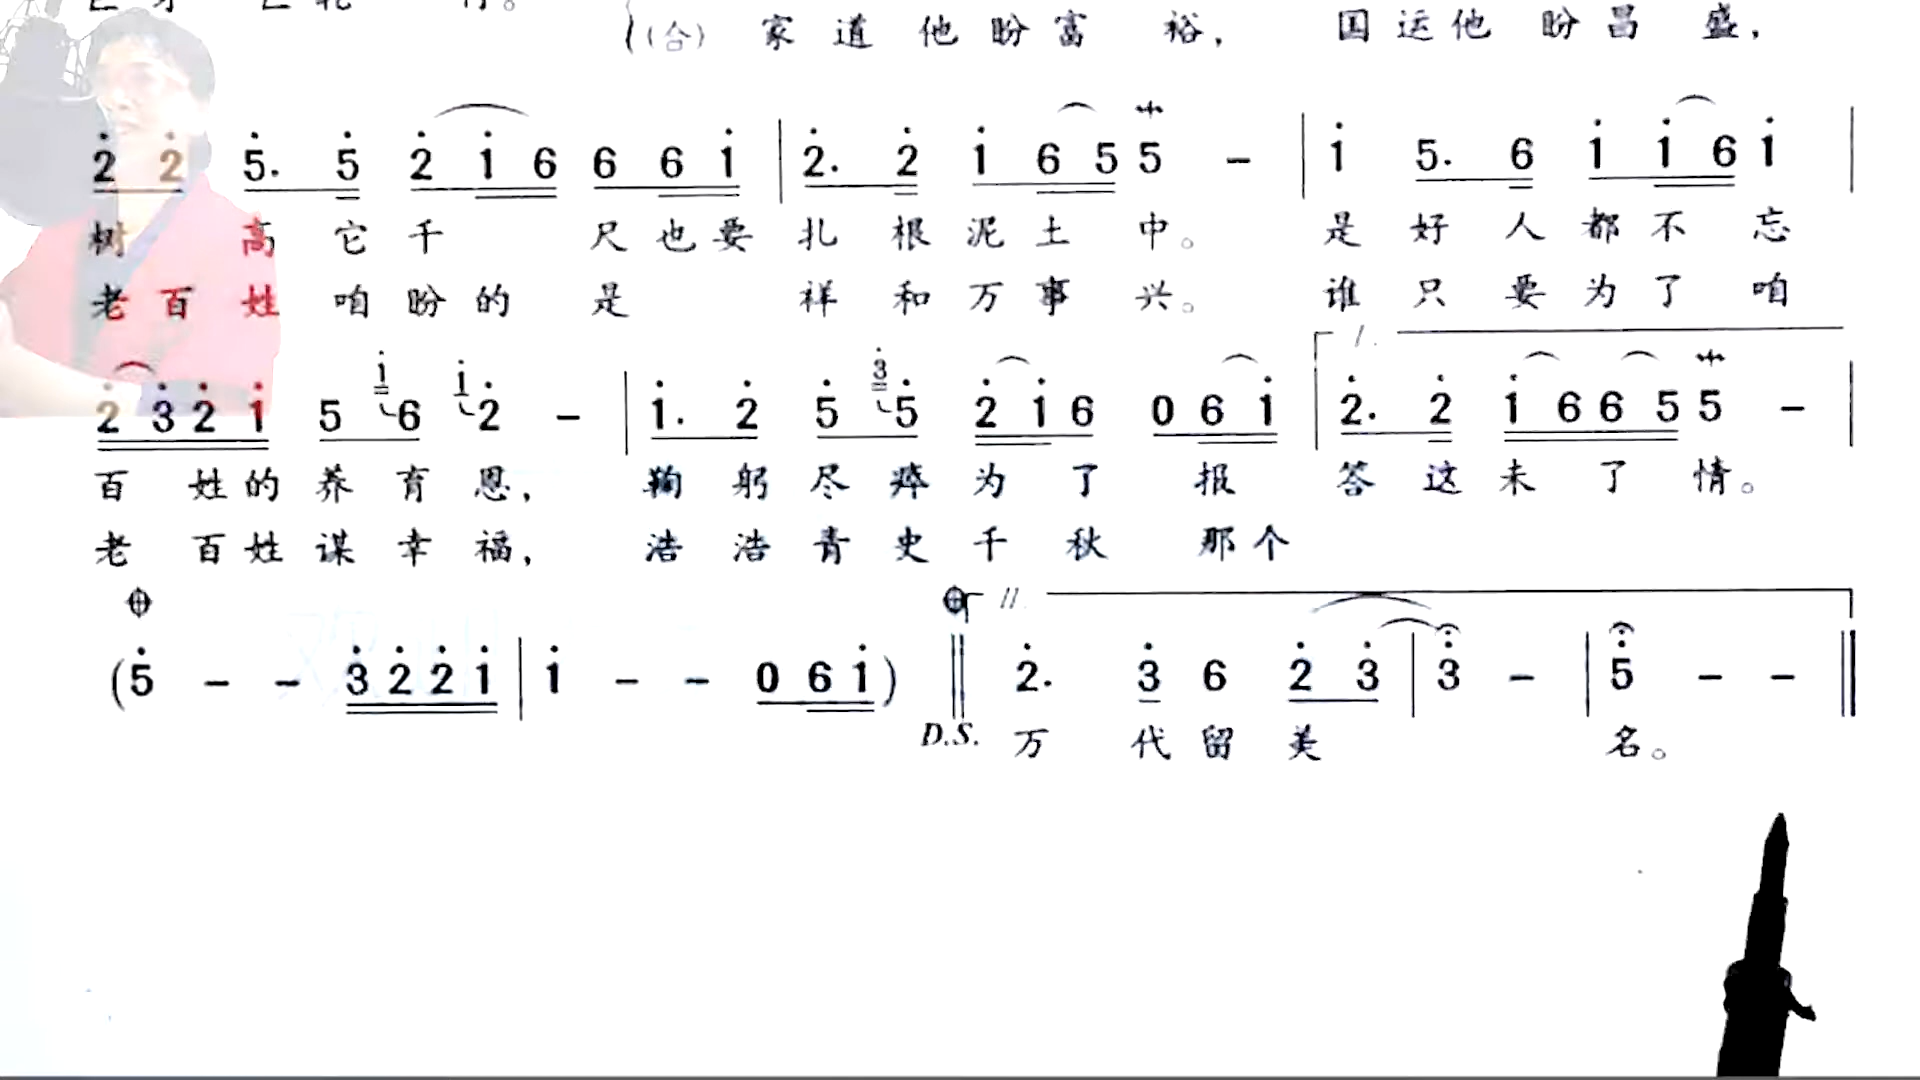 (合) 家道他盼富裕， 国运他盼昌盛，
2 2 5. 5 2 1 6 6 6 1 | 2. 2 1 6 5 5 - | 1 5. 6 1 1 6 1 |
树高它千尺也要扎根泥土中。 是好人都不忘
老百姓咱盼的是祥和万事兴。 谁只要为了咱
1.
2 3 2 1 5 1 6 1 2 - | 1. 2 5 3 5 2 1 6 0 6 1 | 2. 2 1 6 6 5 5 - |
百姓的养育恩， 鞠躬尽瘁为了报答这未了情。
老百姓谋幸福， 浩浩青史千秋那个
II.
(5 - - 3 2 2 1 | 1 - - 0 6 1) || 2. 3 6 2 3 | 3 - | 5 - - ||
D.S. 万代留美名。